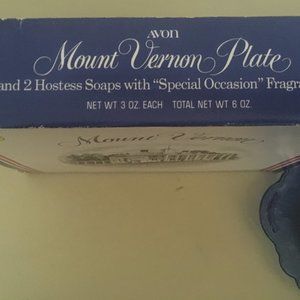 AVON
Mount Vernon Plate
and 2 Hostess Soaps with "Special Occasion"
NET WT 3 OZ. EACH TOTAL NET WT 6 OZ.
Mount Vernon